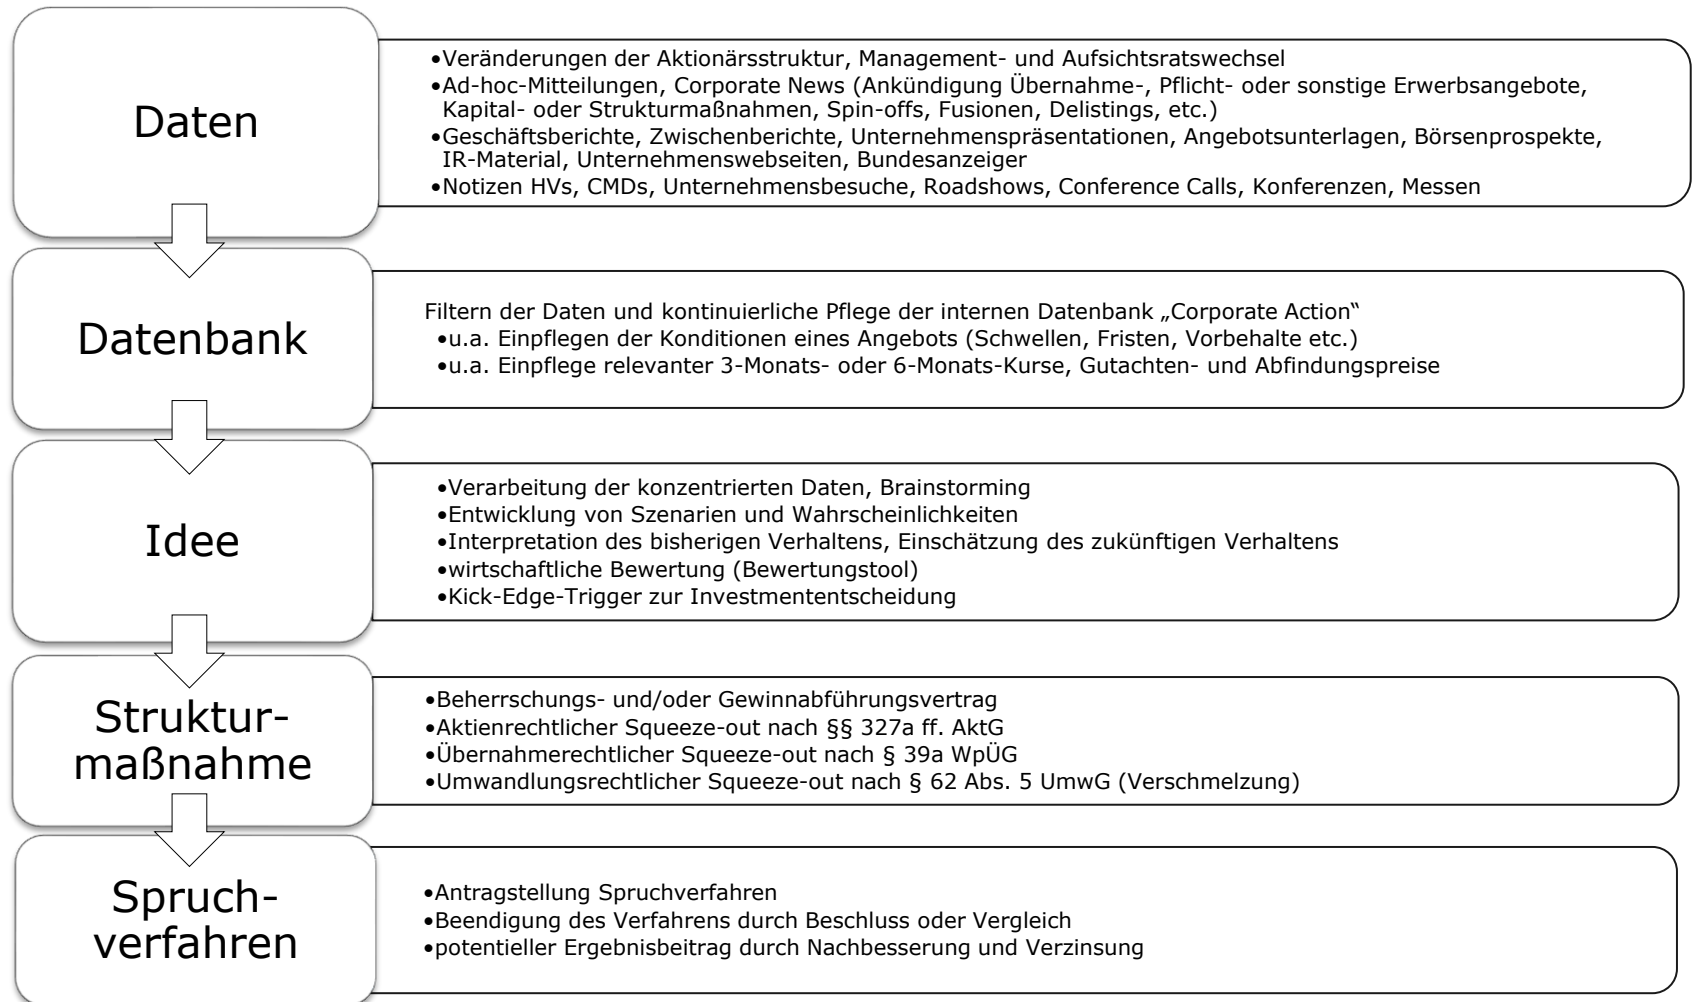 Daten
•Veränderungen der Aktionärsstruktur, Management- und Aufsichtsratswechsel
•Ad-hoc-Mitteilungen, Corporate News (Ankündigung Übernahme-, Pflicht- oder sonstige Erwerbsangebote,
Kapital- oder Strukturmaßnahmen, Spin-offs, Fusionen, Delistings, etc.)
•Geschäftsberichte, Zwischenberichte, Unternehmenspräsentationen, Angebotsunterlagen, Börsenprospekte,
IR-Material, Unternehmenswebseiten, Bundesanzeiger
•Notizen HVs, CMDs, Unternehmensbesuche, Roadshows, Conference Calls, Konferenzen, Messen
Datenbank
Filtern der Daten und kontinuierliche Pflege der internen Datenbank „Corporate Action“
•u.a. Einpflegen der Konditionen eines Angebots (Schwellen, Fristen, Vorbehalte etc.)
•u.a. Einpflege relevanter 3-Monats- oder 6-Monats-Kurse, Gutachten- und Abfindungspreise
Idee
•Verarbeitung der konzentrierten Daten, Brainstorming
•Entwicklung von Szenarien und Wahrscheinlichkeiten
•Interpretation des bisherigen Verhaltens, Einschätzung des zukünftigen Verhaltens
•wirtschaftliche Bewertung (Bewertungstool)
•Kick-Edge-Trigger zur Investmententscheidung
Struktur-
maßnahme
•Beherrschungs- und/oder Gewinnabführungsvertrag
•Aktienrechtlicher Squeeze-out nach §§ 327a ff. AktG
•Übernahmerechtlicher Squeeze-out nach § 39a WpÜG
•Umwandlungsrechtlicher Squeeze-out nach § 62 Abs. 5 UmwG (Verschmelzung)
Spruch-
verfahren
•Antragstellung Spruchverfahren
•Beendigung des Verfahrens durch Beschluss oder Vergleich
•potentieller Ergebnisbeitrag durch Nachbesserung und Verzinsung